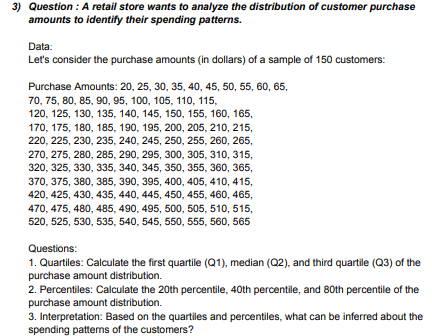 3) Question : A retail store wants to analyze the distribution of customer purchase
amounts to identify their spending patterns.
Data:
Let's consider the purchase amounts (in dollars) of a sample of 150 customers:
Purchase Amounts: 20, 25, 30, 35, 40, 45, 50, 55, 60, 65,
70, 75, 80, 85, 90, 95, 100, 105, 110, 115,
120, 125, 130, 135, 140, 145, 150, 155, 160, 165,
170, 175, 180, 185, 190, 195, 200, 205, 210, 215,
220, 225, 230, 235, 240, 245, 250, 255, 260, 265,
270, 275, 280, 285, 290, 295, 300, 305, 310, 315,
320, 325, 330, 335, 340, 345, 350, 355, 360, 365,
370, 375, 380, 385, 390, 395, 400, 405, 410, 415,
420, 425, 430, 435, 440, 445, 450, 455, 460, 465,
470, 475, 480, 485, 490, 495, 500, 505, 510, 515,
520, 525, 530, 535, 540, 545, 550, 555, 560, 565
Questions:
1. Quartiles: Calculate the first quartile (Q1), median (Q2), and third quartile (Q3) of the
purchase amount distribution.
2. Percentiles: Calculate the 20th percentile, 40th percentile, and 80th percentile of the
purchase amount distribution.
3. Interpretation: Based on the quartiles and percentiles, what can be inferred about the
spending patterns of the customers?